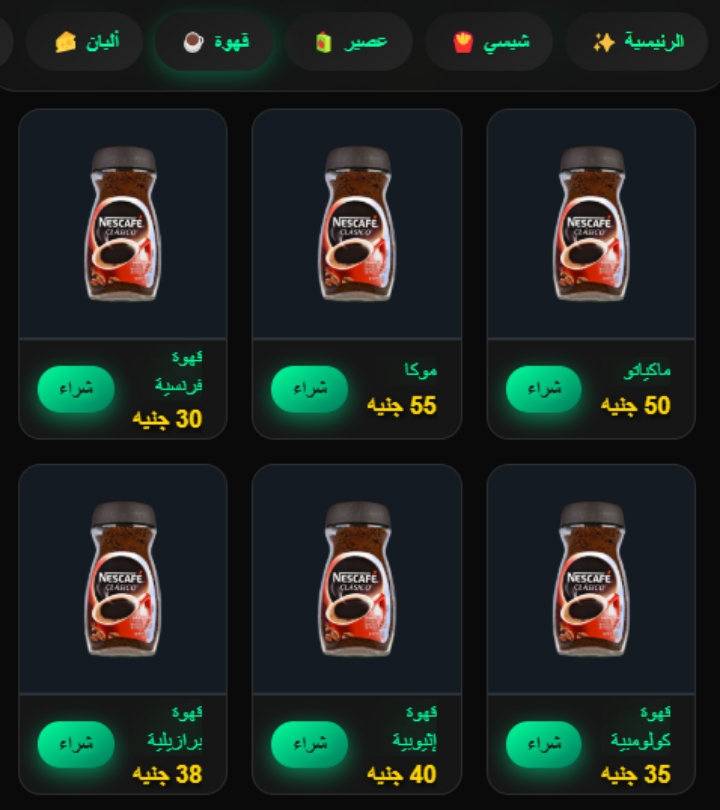 الرئيسية ✨
شيبسي 🍟
عصير 🧃
قهوة ☕
ألبان 🧀
NESCAFÉ
CLASICO
NESCAFÉ
CLASICO
NESCAFÉ
CLASICO
ماكياتو
50 جنيه
شراء
موكا
55 جنيه
شراء
قهوة
فرنسية
30 جنيه
شراء
NESCAFÉ
CLASICO
NESCAFÉ
CLASICO
NESCAFÉ
CLASICO
قهوة
كولومبية
35 جنيه
شراء
قهوة
إثيوبية
40 جنيه
شراء
قهوة
برازيلية
38 جنيه
شراء